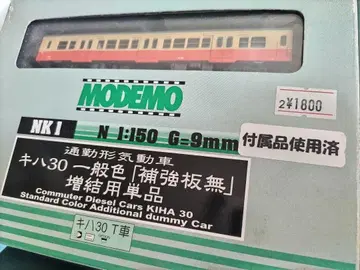 2¥1800
MODEMO
NK1 N 1:150 G=9mm
付属品使用済
通勤形気動車
キハ30一般色「補強板無」
増結用単品
Commuter Diesel Cars KIHA 30
Standard Color Additional dummy Car
キハ30 T車